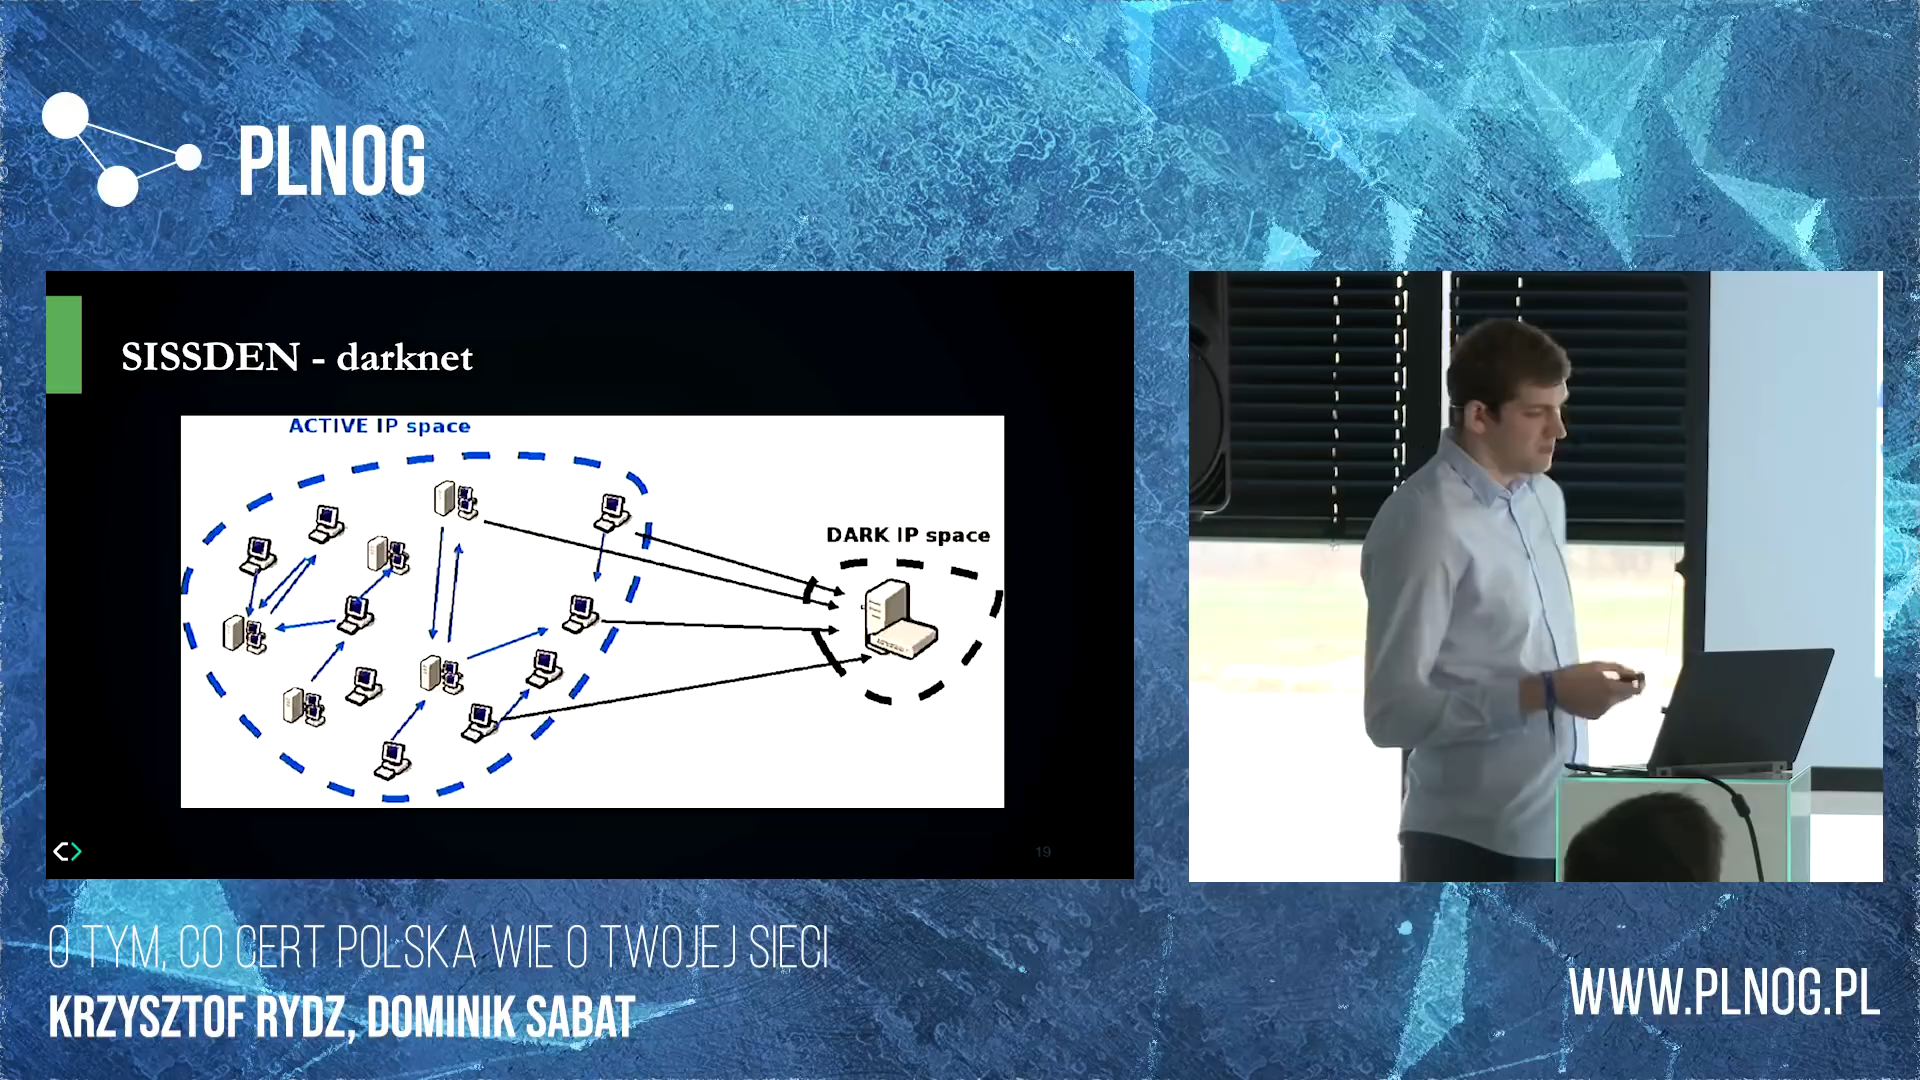 PLNOG
SISSDEN - darknet
ACTIVE IP space
DARK IP space
19
O TYM, CO CERT POLSKA WIE O TWOJEJ SIECI
KRZYSZTOF RYDZ, DOMINIK SABAT
WWW.PLNOG.PL